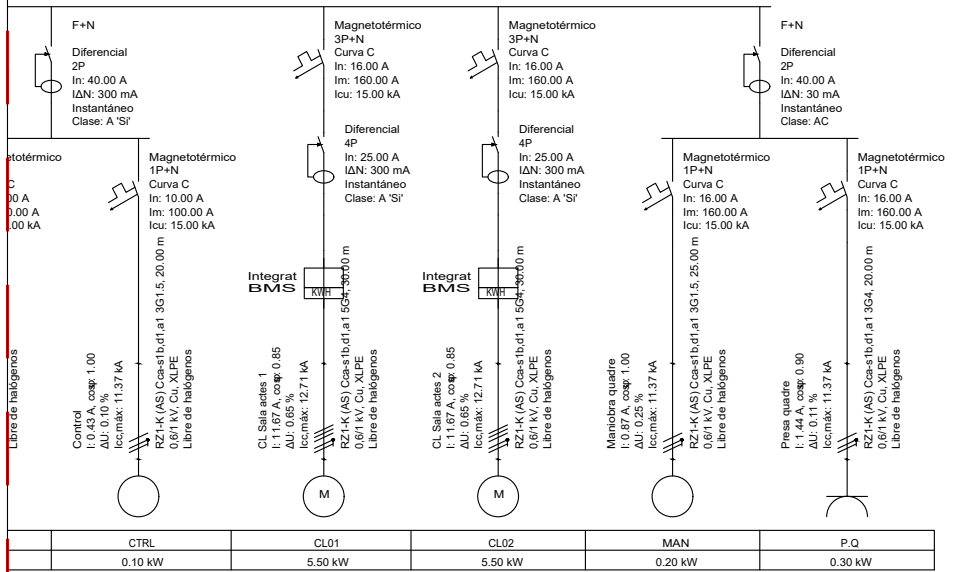 F+N
Diferencial
2P
In: 40.00 A
I∆N: 300 mA
Instantáneo
Clase: A 'Si'
Magnetotérmico
3P+N
Curva C
In: 16.00 A
Im: 160.00 A
Icu: 15.00 kA
Magnetotérmico
3P+N
Curva C
In: 16.00 A
Im: 160.00 A
Icu: 15.00 kA
F+N
Diferencial
2P
In: 40.00 A
I∆N: 30 mA
Instantáneo
Clase: AC
Diferencial
4P
In: 25.00 A
I∆N: 300 mA
Instantáneo
Clase: A 'Si'
Diferencial
4P
In: 25.00 A
I∆N: 300 mA
Instantáneo
Clase: A 'Si'
etotérmico
C
00 A
0.00 A
.00 kA
Magnetotérmico
1P+N
Curva C
In: 10.00 A
Im: 100.00 A
Icu: 15.00 kA
Magnetotérmico
1P+N
Curva C
In: 16.00 A
Im: 160.00 A
Icu: 15.00 kA
Magnetotérmico
1P+N
Curva C
In: 16.00 A
Im: 160.00 A
Icu: 15.00 kA
Integrat
BMS
KWH
Integrat
BMS
KWH
Libre de halógenos
Control
I: 0.43 A, cosφ: 1.00
∆U: 0.10 %
Icc,máx: 11.37 kA
RZ1-K (AS) Cca-s1b,d1,a1 3G1.5, 20.00 m
0,6/1 kV, Cu, XLPE
Libre de halógenos
CL Sala actes 1
I: 11.67 A, cosφ: 0.85
∆U: 0.65 %
Icc,máx: 12.71 kA
RZ1-K (AS) Cca-s1b,d1,a1 5G4, 30.00 m
0,6/1 kV, Cu, XLPE
Libre de halógenos
CL Sala actes 2
I: 11.67 A, cosφ: 0.85
∆U: 0.65 %
Icc,máx: 12.71 kA
RZ1-K (AS) Cca-s1b,d1,a1 5G4, 30.00 m
0,6/1 kV, Cu, XLPE
Libre de halógenos
Maniobra quadre
I: 0.87 A, cosφ: 1.00
∆U: 0.25 %
Icc,máx: 11.37 kA
RZ1-K (AS) Cca-s1b,d1,a1 3G1.5, 25.00 m
0,6/1 kV, Cu, XLPE
Libre de halógenos
Presa quadre
I: 1.44 A, cosφ: 0.90
∆U: 0.11 %
Icc,máx: 11.37 kA
RZ1-K (AS) Cca-s1b,d1,a1 3G4, 20.00 m
0,6/1 kV, Cu, XLPE
Libre de halógenos
M
M
CTRL CL01 CL02 MAN P.Q
0.10 kW 5.50 kW 5.50 kW 0.20 kW 0.30 kW